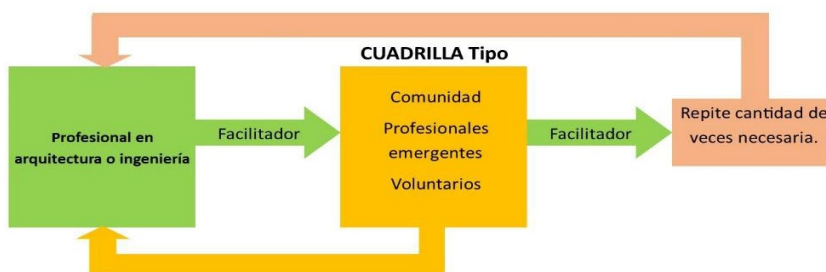 CUADRILLA Tipo
Profesional en
arquitectura o ingeniería
Facilitador
Comunidad
Profesionales
emergentes
Voluntarios
Facilitador
Repite cantidad de
veces necesaria.